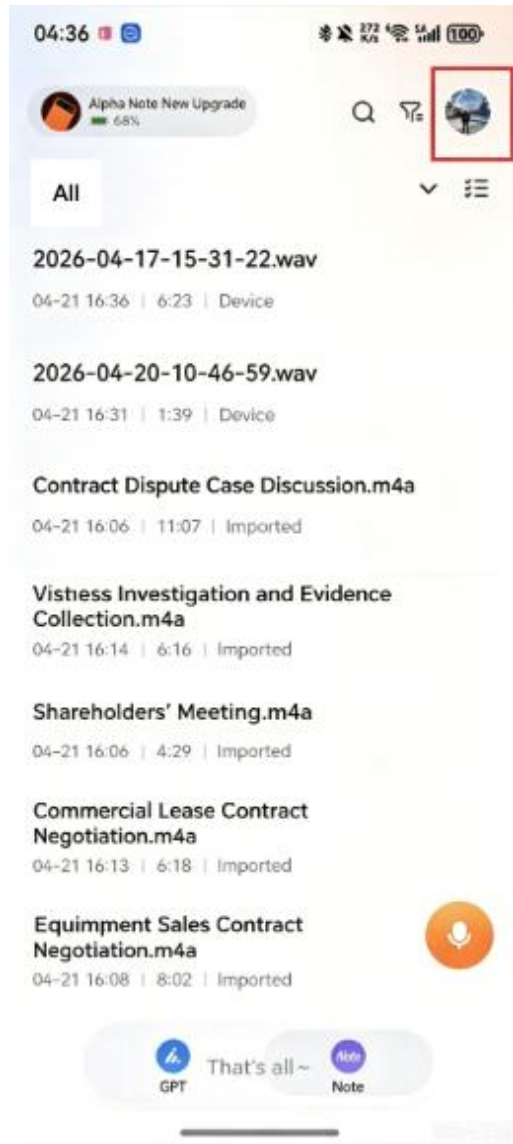 04:36
272 K/s 6 5A 100
Alpha Note New Upgrade
68%
All
2026-04-17-15-31-22.wav
04-21 16:36 | 6:23 | Device
2026-04-20-10-46-59.wav
04-21 16:31 | 1:39 | Device
Contract Dispute Case Discussion.m4a
04-21 16:06 | 11:07 | Imported
Vistness Investigation and Evidence
Collection.m4a
04-21 16:14 | 6:16 | Imported
Shareholders' Meeting.m4a
04-21 16:06 | 4:29 | Imported
Commercial Lease Contract
Negotiation.m4a
04-21 16:13 | 6:18 | Imported
Equimpment Sales Contract
Negotiation.m4a
04-21 16:08 | 8:02 | Imported
That's all ~
Note
GPT
Note